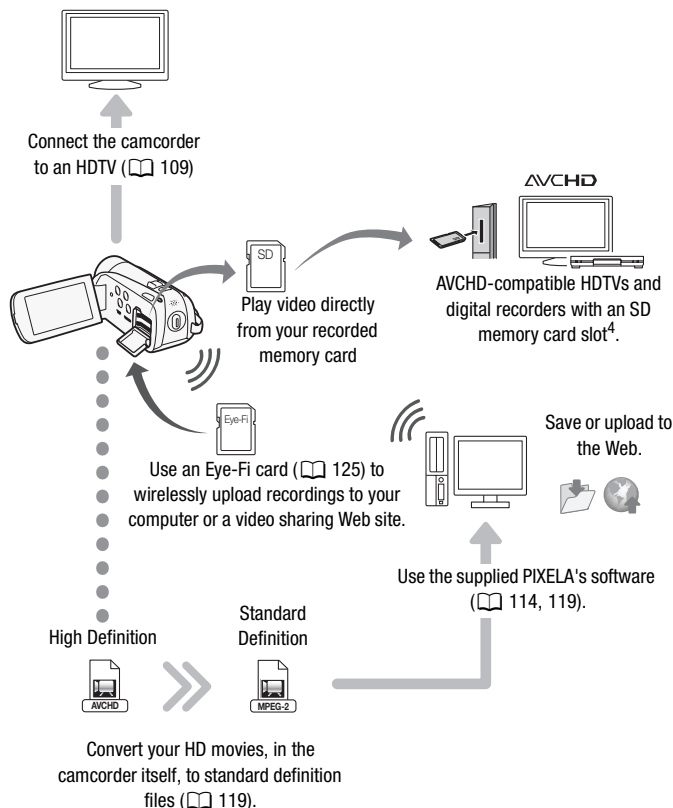 Connect the camcorder
to an HDTV ( 109)
AVCHD
SD
Play video directly
from your recorded
memory card
AVCHD-compatible HDTVs and
digital recorders with an SD
memory card slot4.
Eye-Fi
Use an Eye-Fi card ( 125) to
wirelessly upload recordings to your
computer or a video sharing Web site.
Save or upload to
the Web.
Use the supplied PIXELA's software
( 114, 119).
High Definition
Standard
Definition
AVCHD
MPEG-2
Convert your HD movies, in the
camcorder itself, to standard definition
files ( 119).